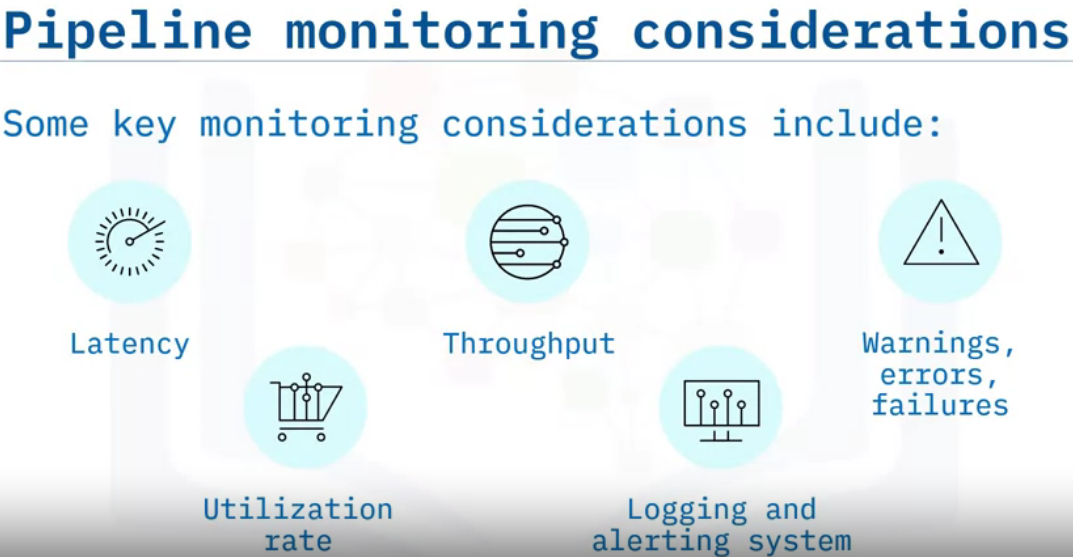 Pipeline monitoring considerations
Some key monitoring considerations include:
Latency
Throughput
Warnings,
errors,
failures
Utilization
rate
Logging and
alerting system